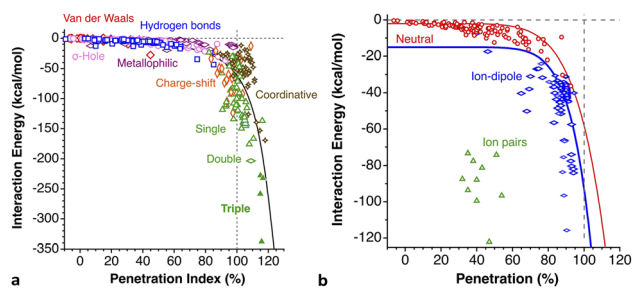 Van der Waals
Hydrogen bonds
σ-Hole
Metallophilic
Charge-shift
Coordinative
Single
Double
Triple
Interaction Energy (kcal/mol)
0
-50
-100
-150
-200
-250
-300
-350
0 20 40 60 80 100 120
Penetration Index (%)
a
Neutral
Ion-dipole
Ion pairs
Interaction Energy (kcal/mol)
0
-20
-40
-60
-80
-100
-120
0 20 40 60 80 100 120
Penetration (%)
b